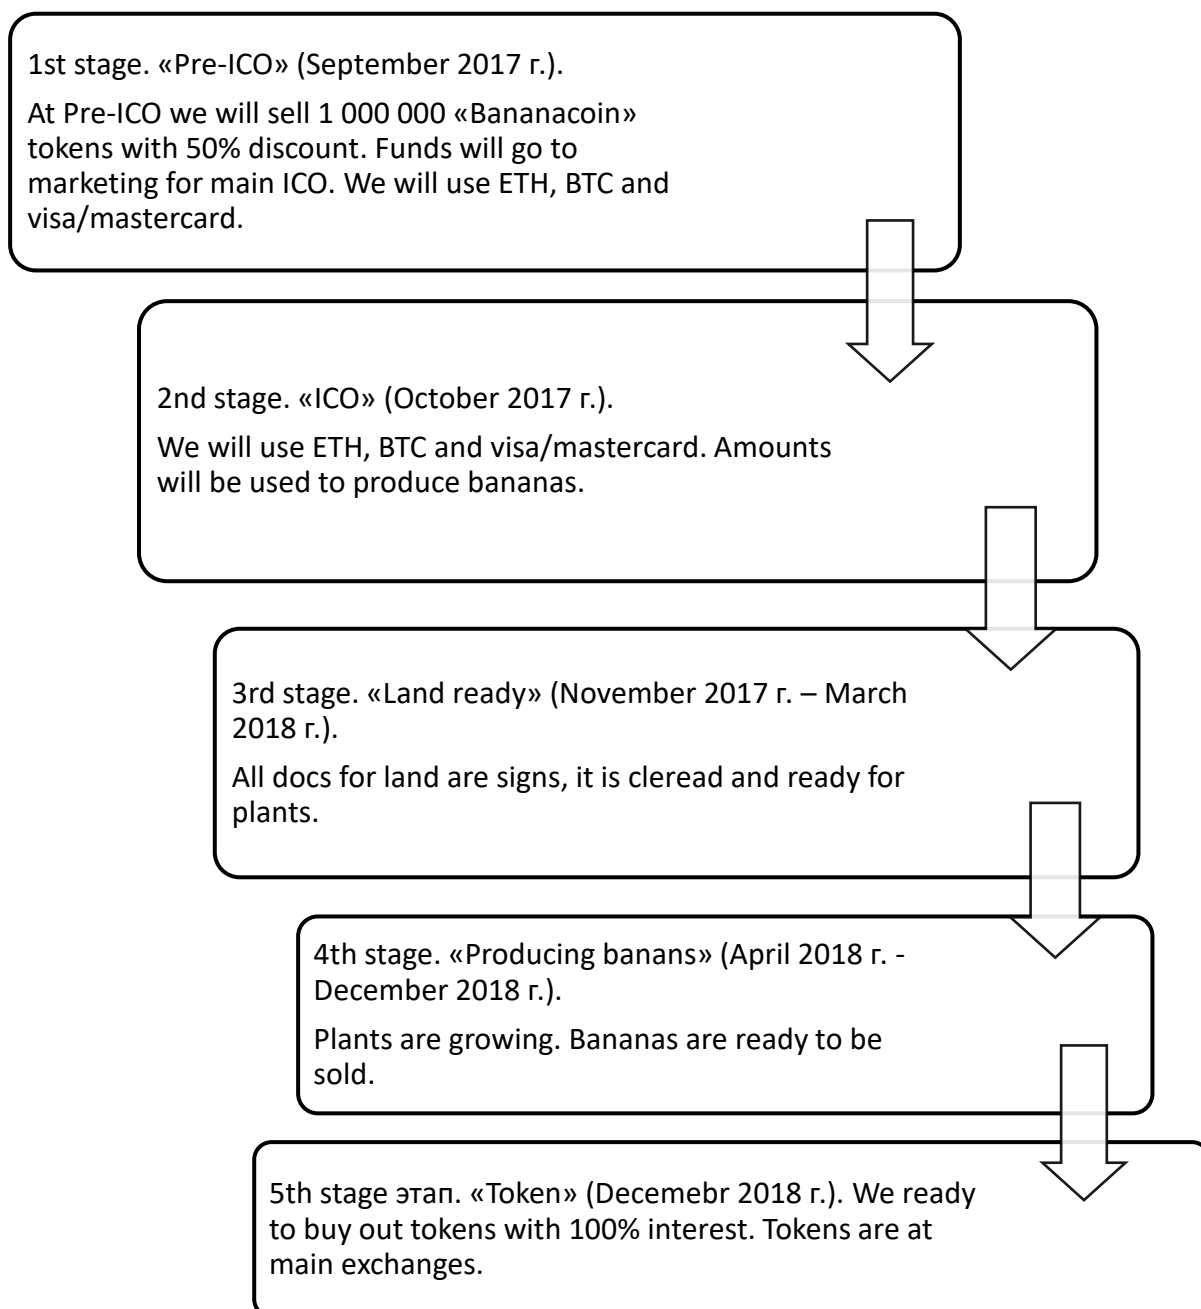 1st stage. «Pre-ICO» (September 2017 г.).
At Pre-ICO we will sell 1 000 000 «Bananacoin»
tokens with 50% discount. Funds will go to
marketing for main ICO. We will use ETH, BTC and
visa/mastercard.
2nd stage. «ICO» (October 2017 г.).
We will use ETH, BTC and visa/mastercard. Amounts
will be used to produce bananas.
3rd stage. «Land ready» (November 2017 г. – March
2018 г.).
All docs for land are signs, it is cleread and ready for
plants.
4th stage. «Producing banans» (April 2018 г. -
December 2018 г.).
Plants are growing. Bananas are ready to be
sold.
5th stage этап. «Token» (Decemebr 2018 г.). We ready
to buy out tokens with 100% interest. Tokens are at
main exchanges.